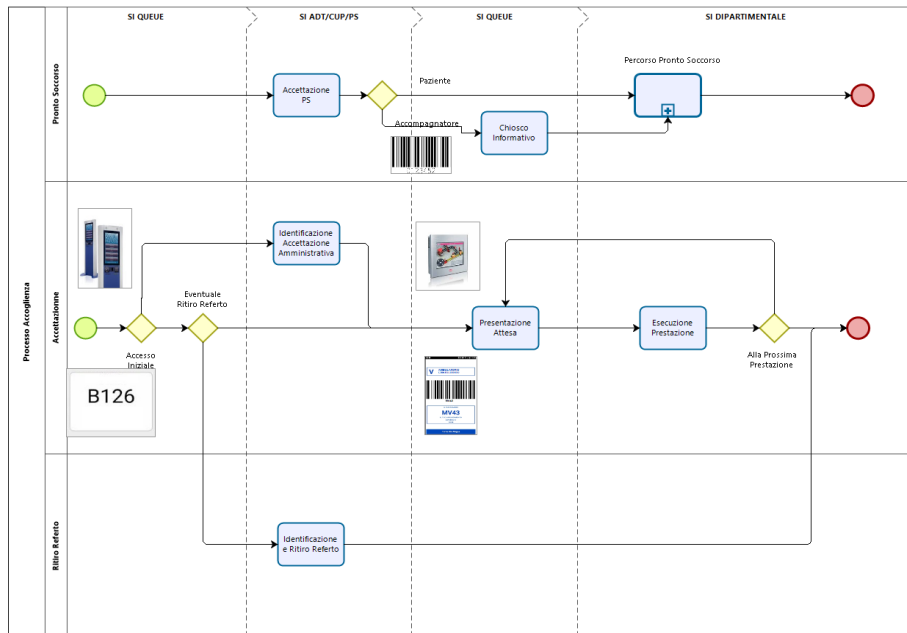 SI QUEUE
SI ADT/CUP/PS
SI QUEUE
SI DIPARTIMENTALE
Processo Accoglienza
Pronto Soccorso
Accettazione
PS
Paziente
Accompagnatore
Chiosco
Informativo
Percorso Pronto Soccorso
Accettazionne
Identificazione
Accettazione
Amministrativa
Eventuale
Ritiro Referto
Accesso
Iniziale
B126
Presentazione
Attesa
V
MV43
Esecuzione
Prestazione
Alla Prossima
Prestazione
Ritiro Referto
Identificazione
e Ritiro Referto